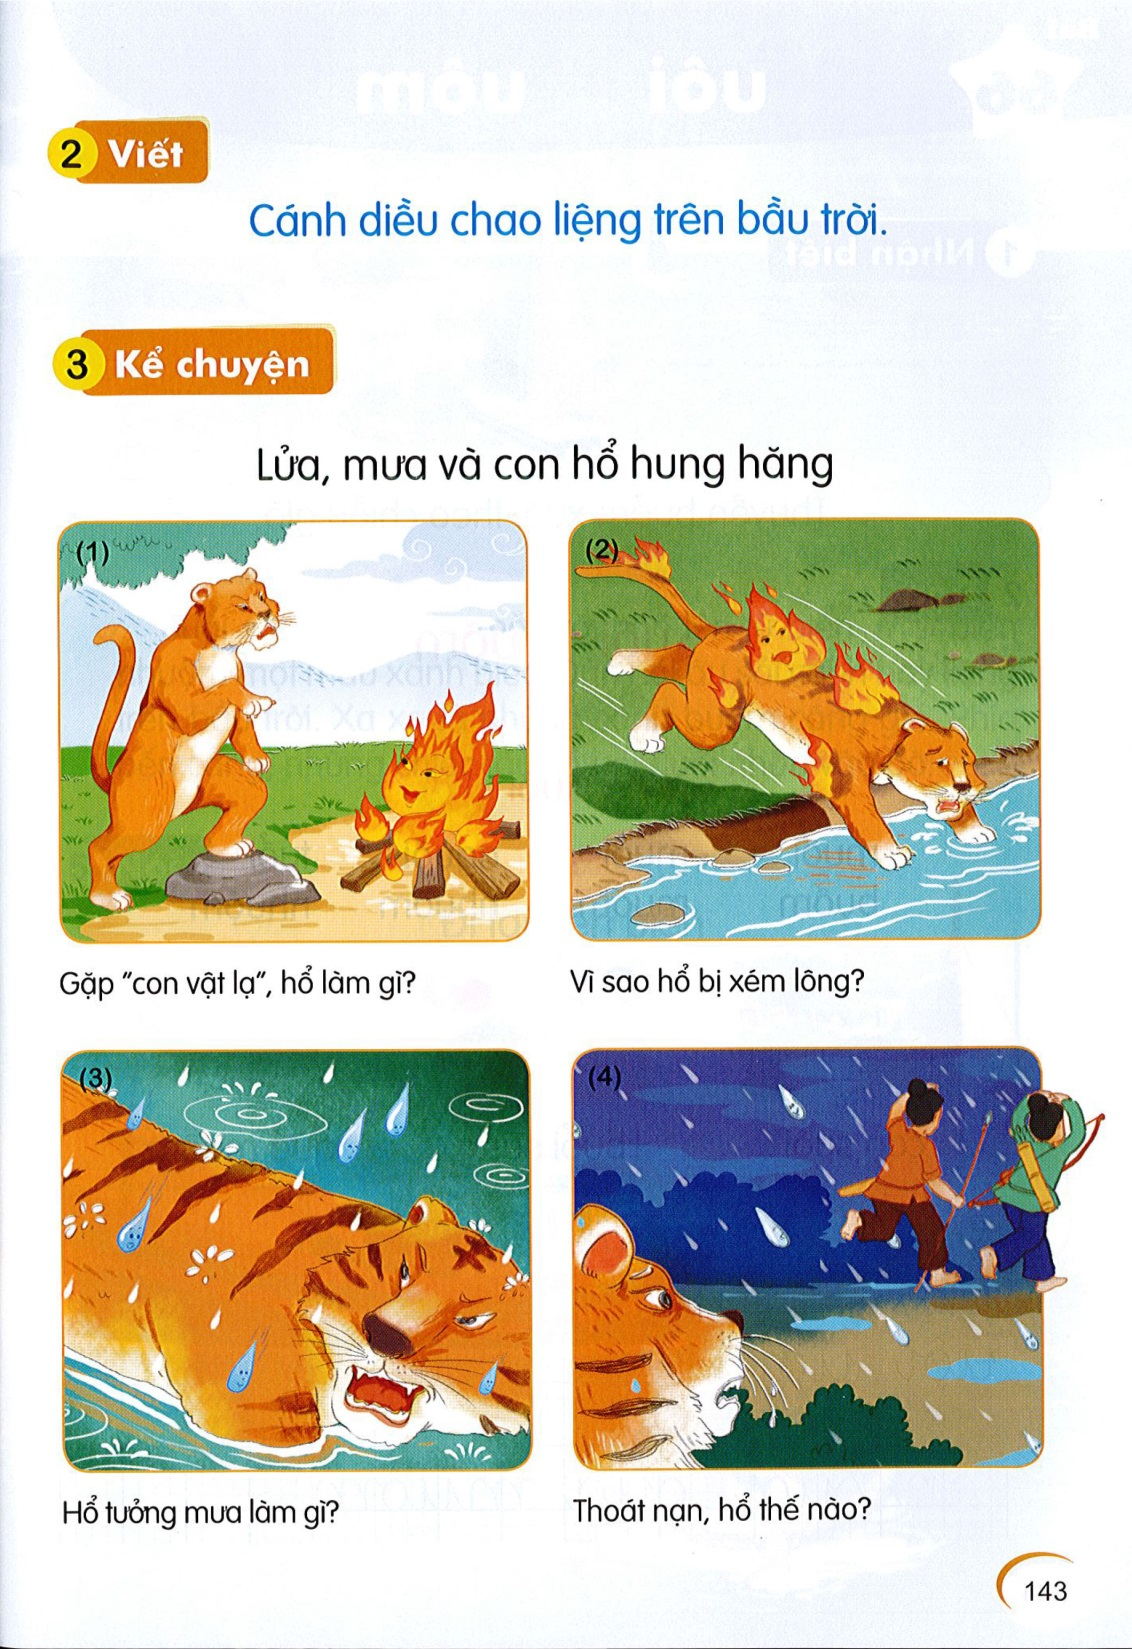 2 Viết
Cánh diều chao liệng trên bầu trời.
3 Kể chuyện
Lửa, mưa và con hổ hung hăng
(1)
(2)
Gặp "con vật lạ", hổ làm gì?
Vì sao hổ bị xém lông?
(3)
(4)
Hổ tưởng mưa làm gì?
Thoát nạn, hổ thế nào?
143